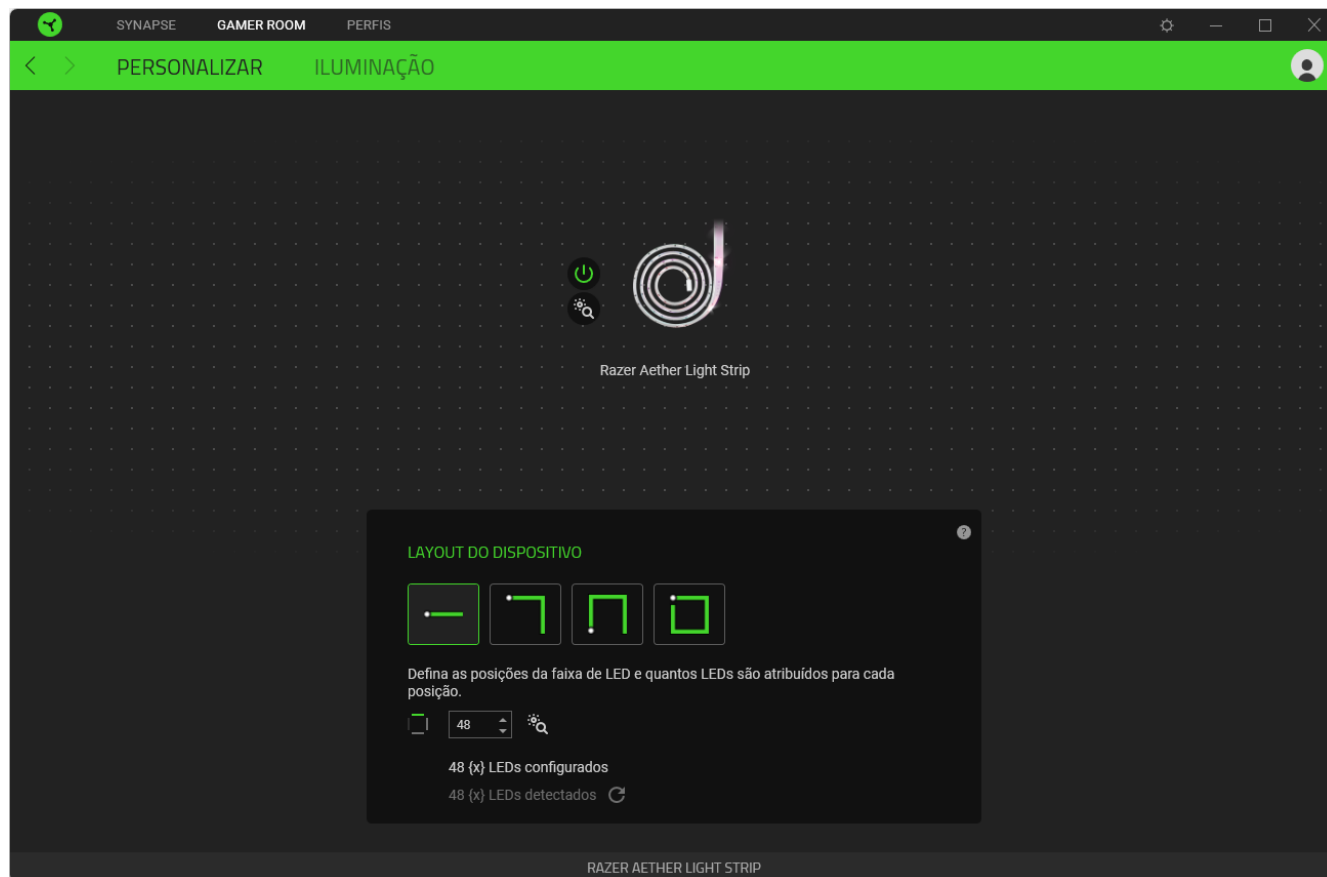 SYNAPSE GAMER ROOM PERFIS
PERSONALIZAR ILUMINAÇÃO
Razer Aether Light Strip
?
LAYOUT DO DISPOSITIVO
Defina as posições da faixa de LED e quantos LEDs são atribuídos para cada
posição.
48
48 {x} LEDs configurados
48 {x} LEDs detectados
RAZER AETHER LIGHT STRIP